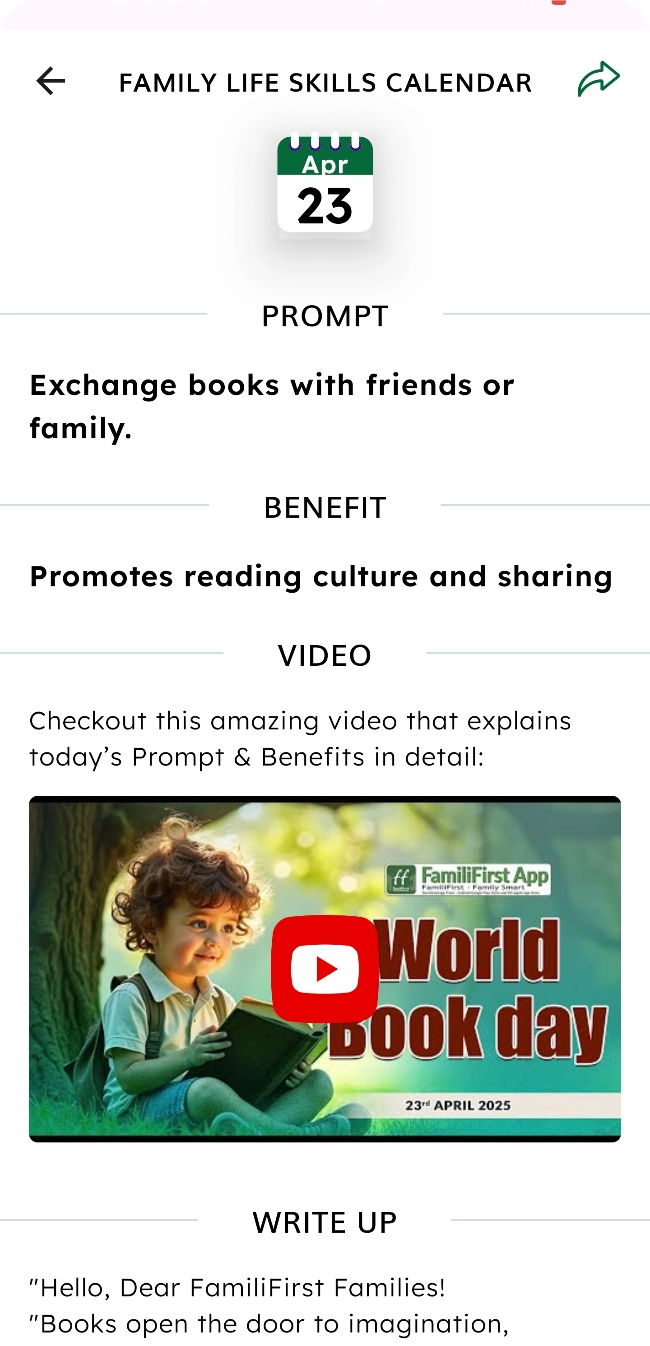 FAMILY LIFE SKILLS CALENDAR
Apr
23
PROMPT
Exchange books with friends or
family.
BENEFIT
Promotes reading culture and sharing
VIDEO
Checkout this amazing video that explains
today’s Prompt & Benefits in detail:
ff
FamiliFirst App
FamiliFirst - Family Smart
World
Book day
23rd APRIL 2025
WRITE UP
"Hello, Dear FamiliFirst Families!
"Books open the door to imagination,